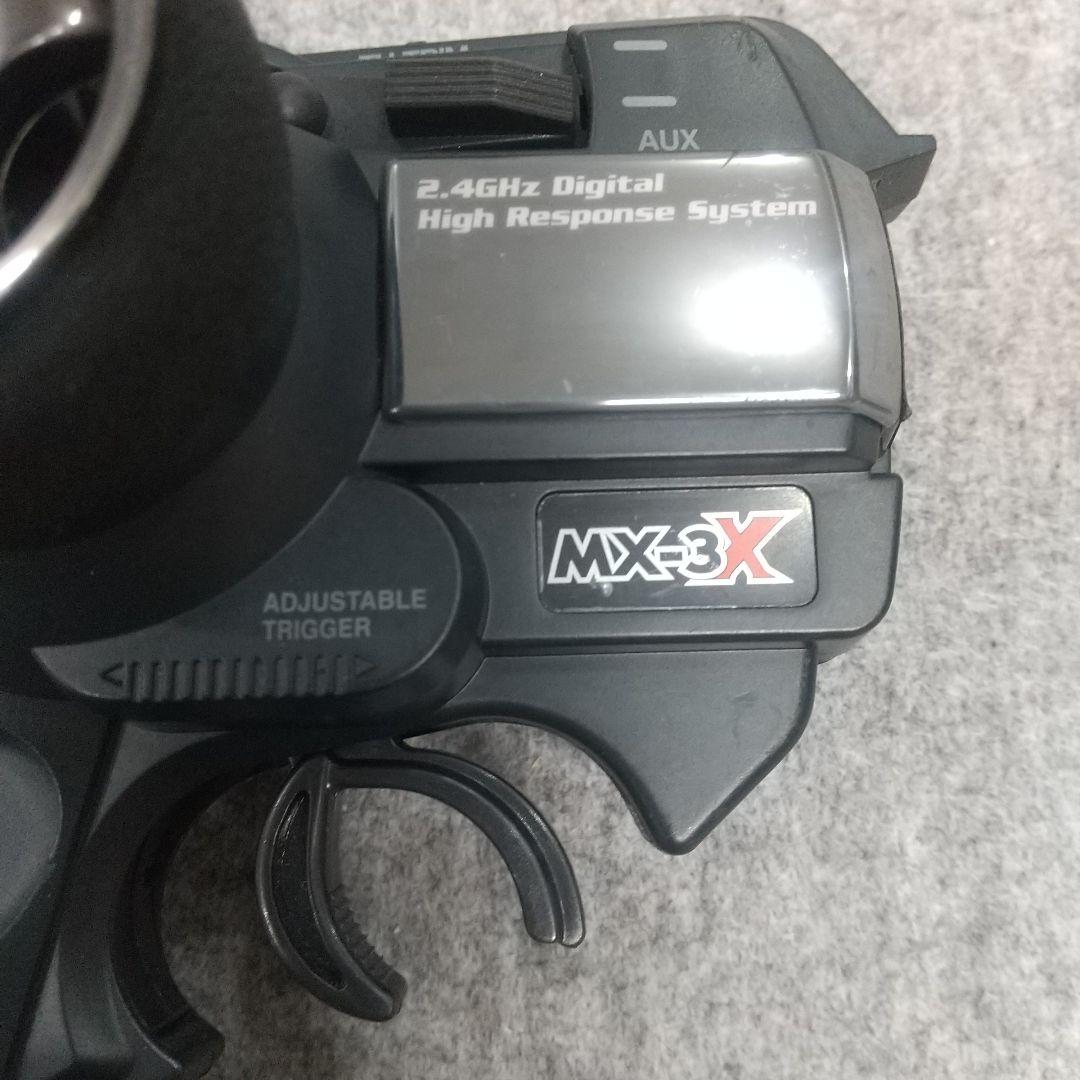 AUX
2.4GHz Digital
High Response System
MX-3X
ADJUSTABLE
TRIGGER